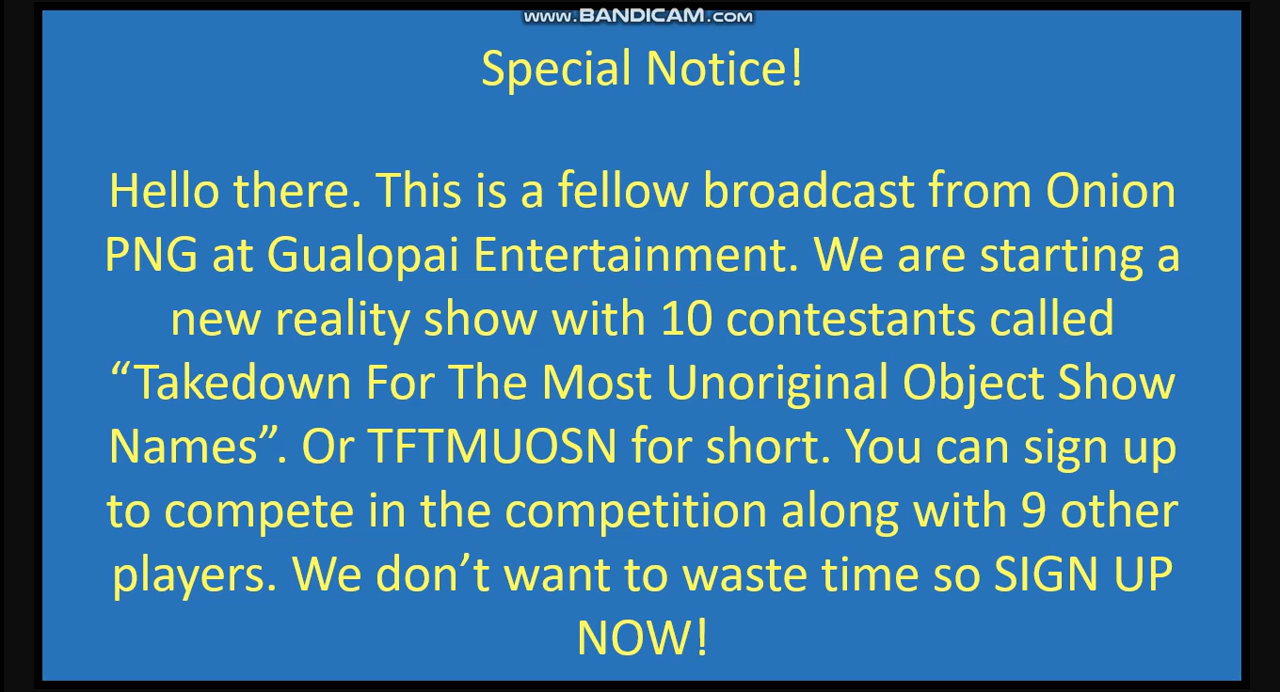 www.BANDICAM.com
Special Notice!
Hello there. This is a fellow broadcast from Onion
PNG at Gualopai Entertainment. We are starting a
new reality show with 10 contestants called
“Takedown For The Most Unoriginal Object Show
Names”. Or TFTMUOSN for short. You can sign up
to compete in the competition along with 9 other
players. We don’t want to waste time so SIGN UP
NOW!